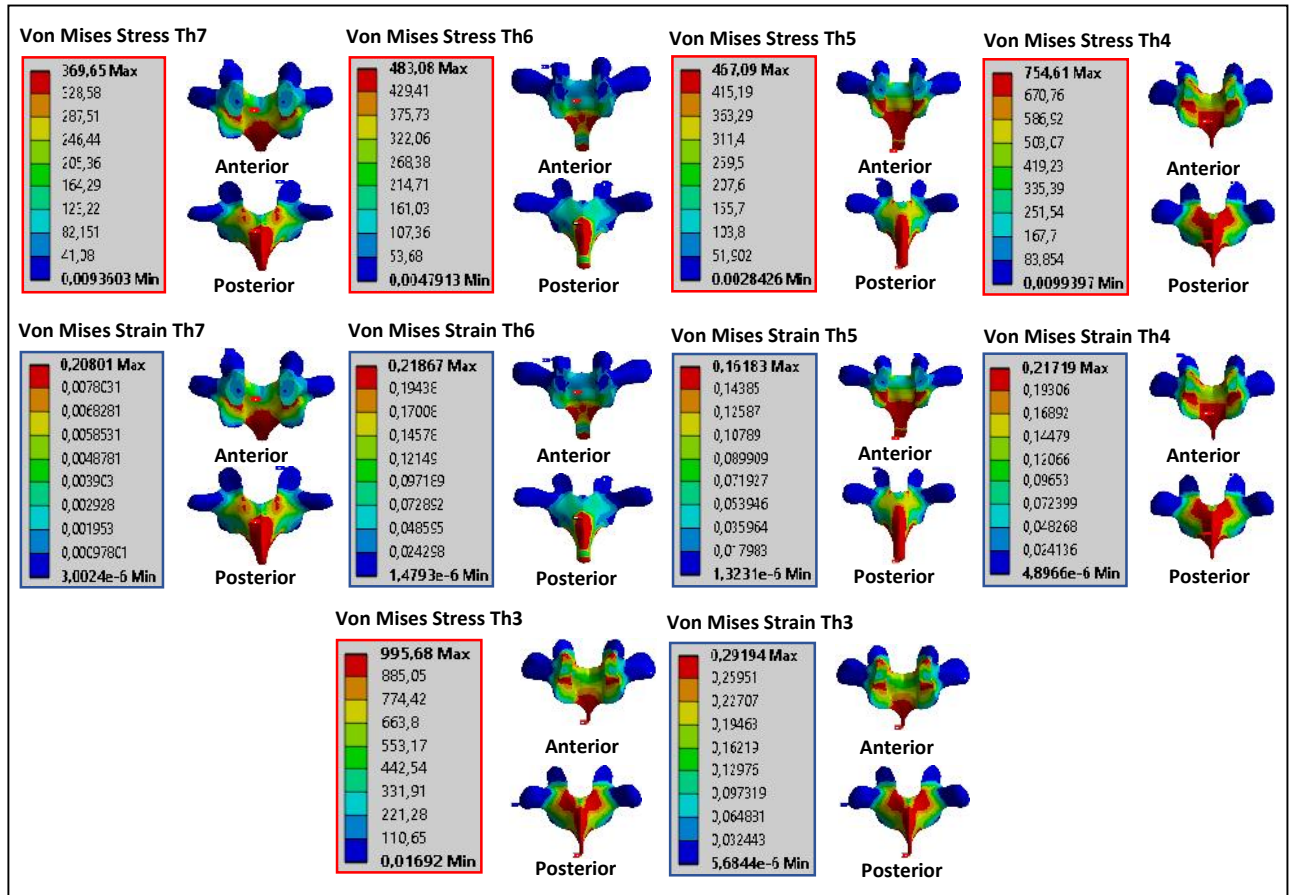 Von Mises Stress Th7
369,65 Max
328,58
287,51
246,44
205,36
164,29
123,22
82,151
41,08
0,0093603 Min
Anterior
Posterior
Von Mises Stress Th6
483,08 Max
429,41
375,73
322,06
268,38
214,71
161,03
107,36
53,68
0,0047913 Min
Anterior
Posterior
Von Mises Stress Th5
467,09 Max
415,19
363,29
311,4
259,5
207,6
155,7
103,8
51,902
0,0028426 Min
Anterior
Posterior
Von Mises Stress Th4
754,61 Max
670,76
586,92
503,07
419,23
335,39
251,54
167,7
83,854
0,0099397 Min
Anterior
Posterior
Von Mises Strain Th7
0,20801 Max
0,0078031
0,0068281
0,0058531
0,0048781
0,003903
0,002928
0,001953
0,00097801
3,0024e-6 Min
Anterior
Posterior
Von Mises Strain Th6
0,21867 Max
0,19438
0,17008
0,14578
0,12149
0,097189
0,072892
0,048595
0,024298
1,4793e-6 Min
Anterior
Posterior
Von Mises Strain Th5
0,16183 Max
0,14385
0,12587
0,10789
0,089909
0,071927
0,053946
0,035964
0,017983
1,3231e-6 Min
Anterior
Posterior
Von Mises Strain Th4
0,21719 Max
0,19306
0,16892
0,14479
0,12066
0,09653
0,072399
0,048268
0,024136
4,8966e-6 Min
Anterior
Posterior
Von Mises Stress Th3
995,68 Max
885,05
774,42
663,8
553,17
442,54
331,91
221,28
110,65
0,01692 Min
Anterior
Posterior
Von Mises Strain Th3
0,29194 Max
0,25951
0,22707
0,19463
0,16219
0,12975
0,097319
0,064831
0,032443
5,6844e-6 Min
Anterior
Posterior